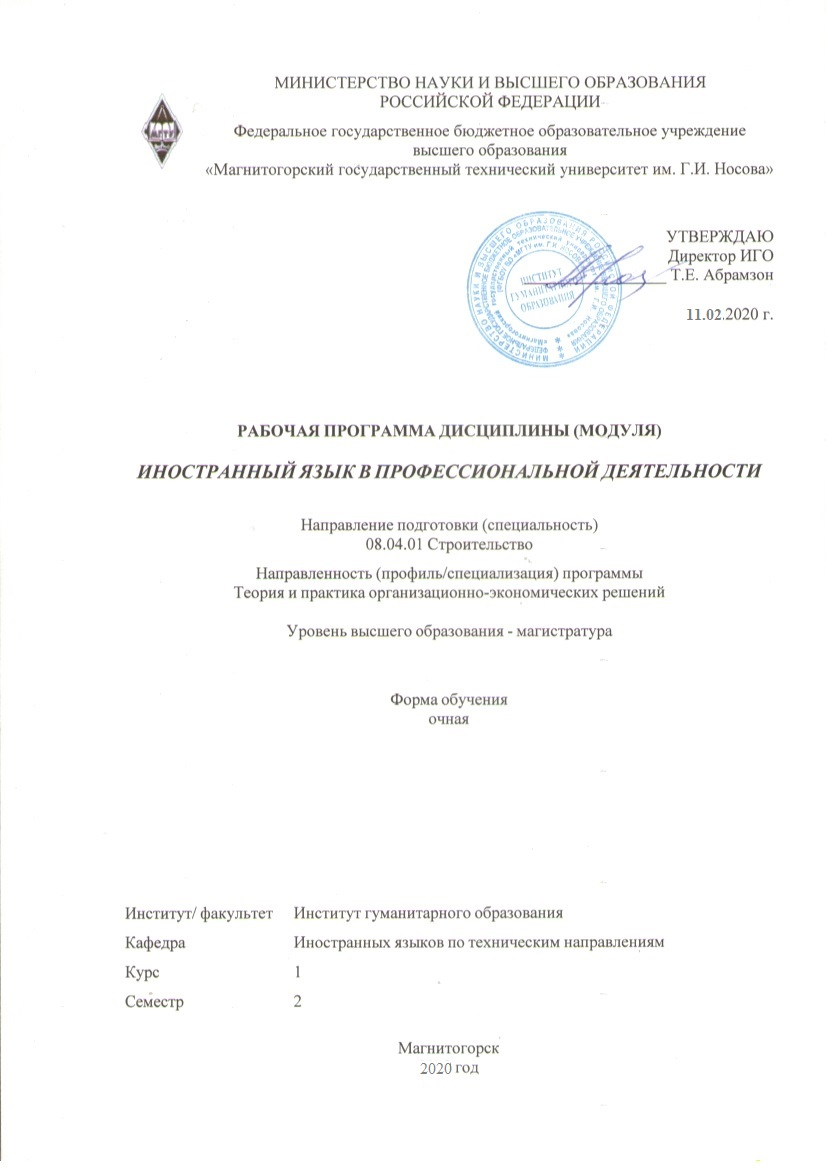 МИНИСТЕРСТВО НАУКИ И ВЫСШЕГО ОБРАЗОВАНИЯ
РОССИЙСКОЙ ФЕДЕРАЦИИ
Федеральное государственное бюджетное образовательное учреждение
высшего образования
«Магнитогорский государственный технический университет им. Г.И. Носова»
УТВЕРЖДАЮ
Директор ИГО
Т.Е. Абрамзон
11.02.2020 г.
ИНСТИТУТ
ГУМАНИТАРНОГО
ОБРАЗОВАНИЯ
РАБОЧАЯ ПРОГРАММА ДИСЦИПЛИНЫ (МОДУЛЯ)
ИНОСТРАННЫЙ ЯЗЫК В ПРОФЕССИОНАЛЬНОЙ ДЕЯТЕЛЬНОСТИ
Направление подготовки (специальность)
08.04.01 Строительство
Направленность (профиль/специализация) программы
Теория и практика организационно-экономических решений
Уровень высшего образования - магистратура
Форма обучения
очная
Институт/ факультет Институт гуманитарного образования
Кафедра Иностранных языков по техническим направлениям
Курс 1
Семестр 2
Магнитогорск
2020 год